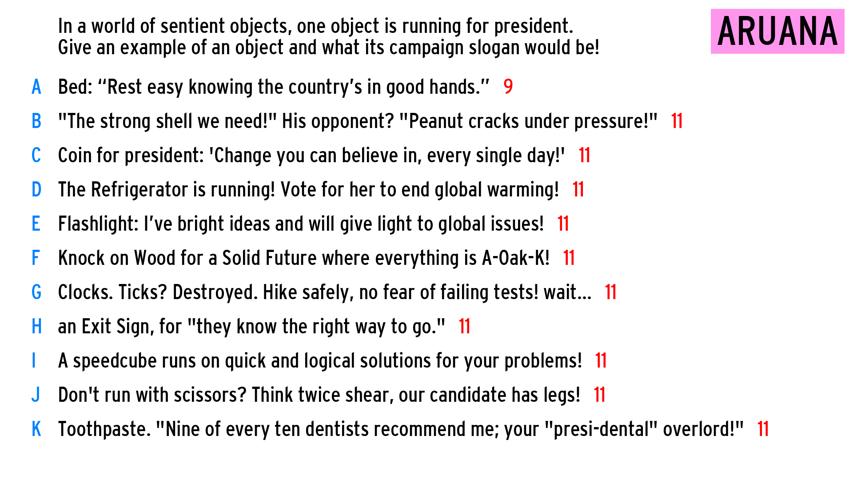 In a world of sentient objects, one object is running for president.
Give an example of an object and what its campaign slogan would be!
ARUANA
A Bed: “Rest easy knowing the country’s in good hands.” 9
B "The strong shell we need!" His opponent? "Peanut cracks under pressure!" 11
C Coin for president: 'Change you can believe in, every single day!' 11
D The Refrigerator is running! Vote for her to end global warming! 11
E Flashlight: I’ve bright ideas and will give light to global issues! 11
F Knock on Wood for a Solid Future where everything is A-Oak-K! 11
G Clocks. Ticks? Destroyed. Hike safely, no fear of failing tests! wait... 11
H an Exit Sign, for "they know the right way to go." 11
I A speedcube runs on quick and logical solutions for your problems! 11
J Don't run with scissors? Think twice shear, our candidate has legs! 11
K Toothpaste. "Nine of every ten dentists recommend me; your "presi-dental" overlord!" 11